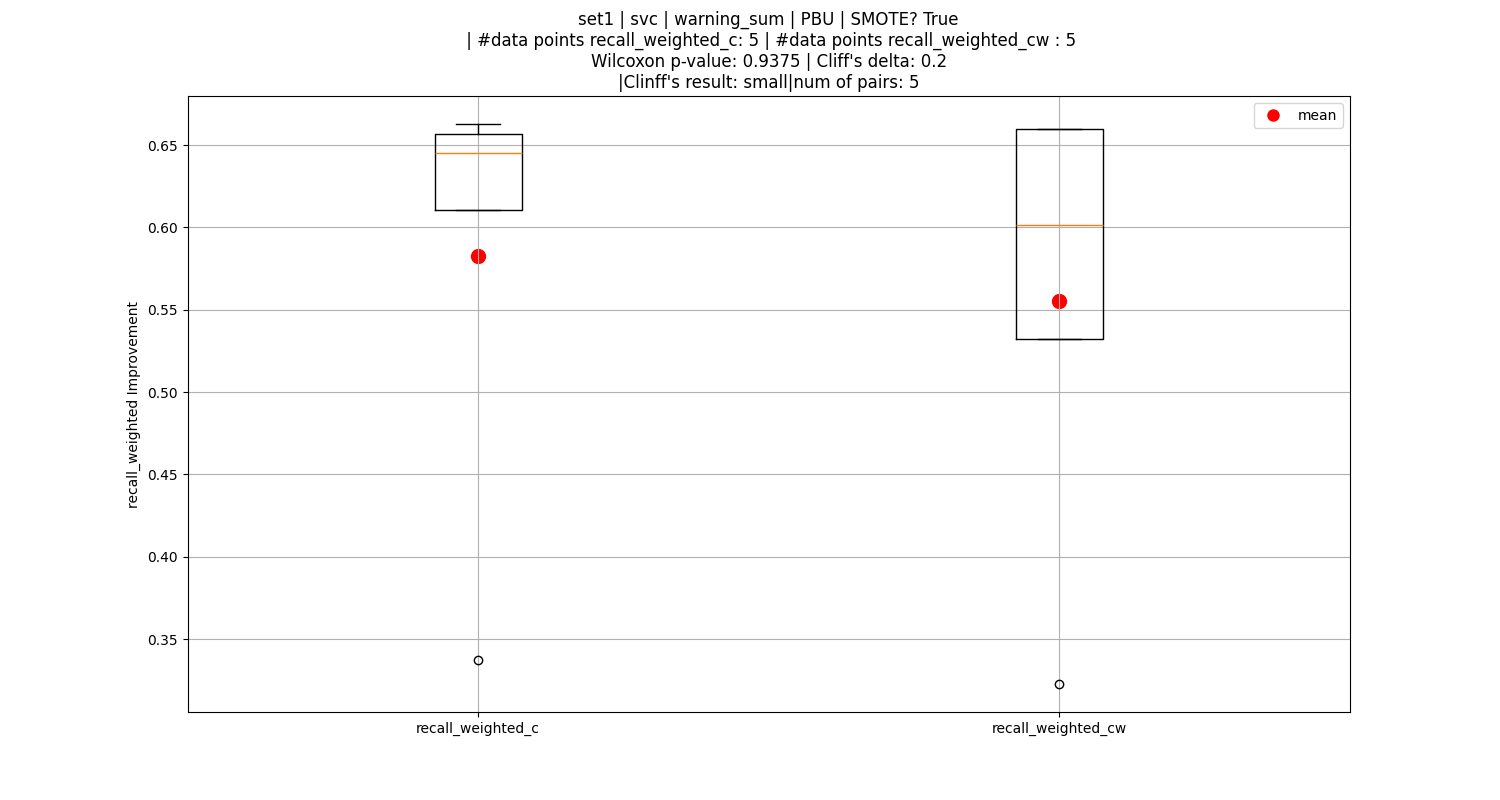 set1 | svc | warning_sum | PBU | SMOTE? True
| #data points recall_weighted_c: 5 | #data points recall_weighted_cw : 5
Wilcoxon p-value: 0.9375 | Cliff's delta: 0.2
|Clinff's result: small|num of pairs: 5
mean
recall_weighted Improvement
0.65
0.60
0.55
0.50
0.45
0.40
0.35
recall_weighted_c
recall_weighted_cw